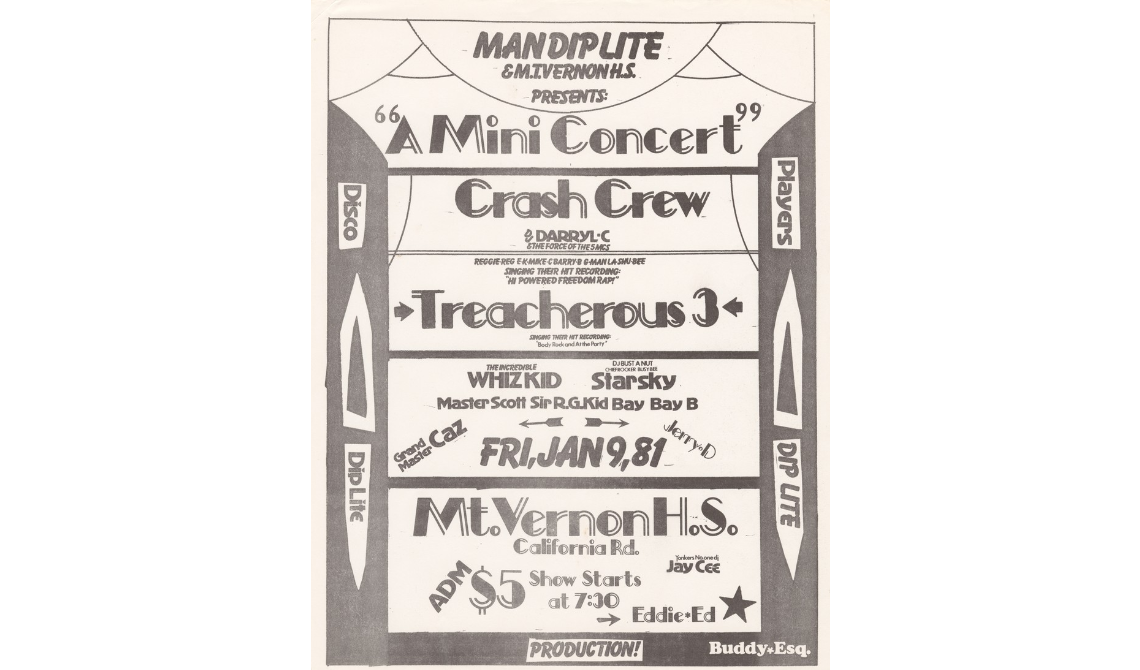 MAN DIP LITE
& M.T. VERNON H.S.
PRESENTS:
"A Mini Concert"
Disco
Players
Crash Crew
& DARRYL-C
& THE FORCE OF THE 5 MCS
REGGIE-REG E-K-MIKE-C BARRY-B G-MAN LA-SHU-BEE
SINGING THEIR HIT RECORDING:
"HI POWERED FREEDOM RAP!"
Treacherous 3
SINGING THEIR HIT RECORDING:
"Body Rock and At the Party"
THE INCREDIBLE
WHIZ KID
DJ BUST A NUT
CHIEF ROCKER BUSY BEE
Starsky
Master Scott Sir R.G. Kid Bay Bay B
Grand Master Caz
Jerry-D
FRI, JAN 9, 81
Dip Lite
DIP LITE
Mt. Vernon H.S.
California Rd.
Yonkers No. one dj
Jay Cee
ADM $5 Show Starts
at 7:30
Eddie*Ed
PRODUCTION!
Buddy*Esq.